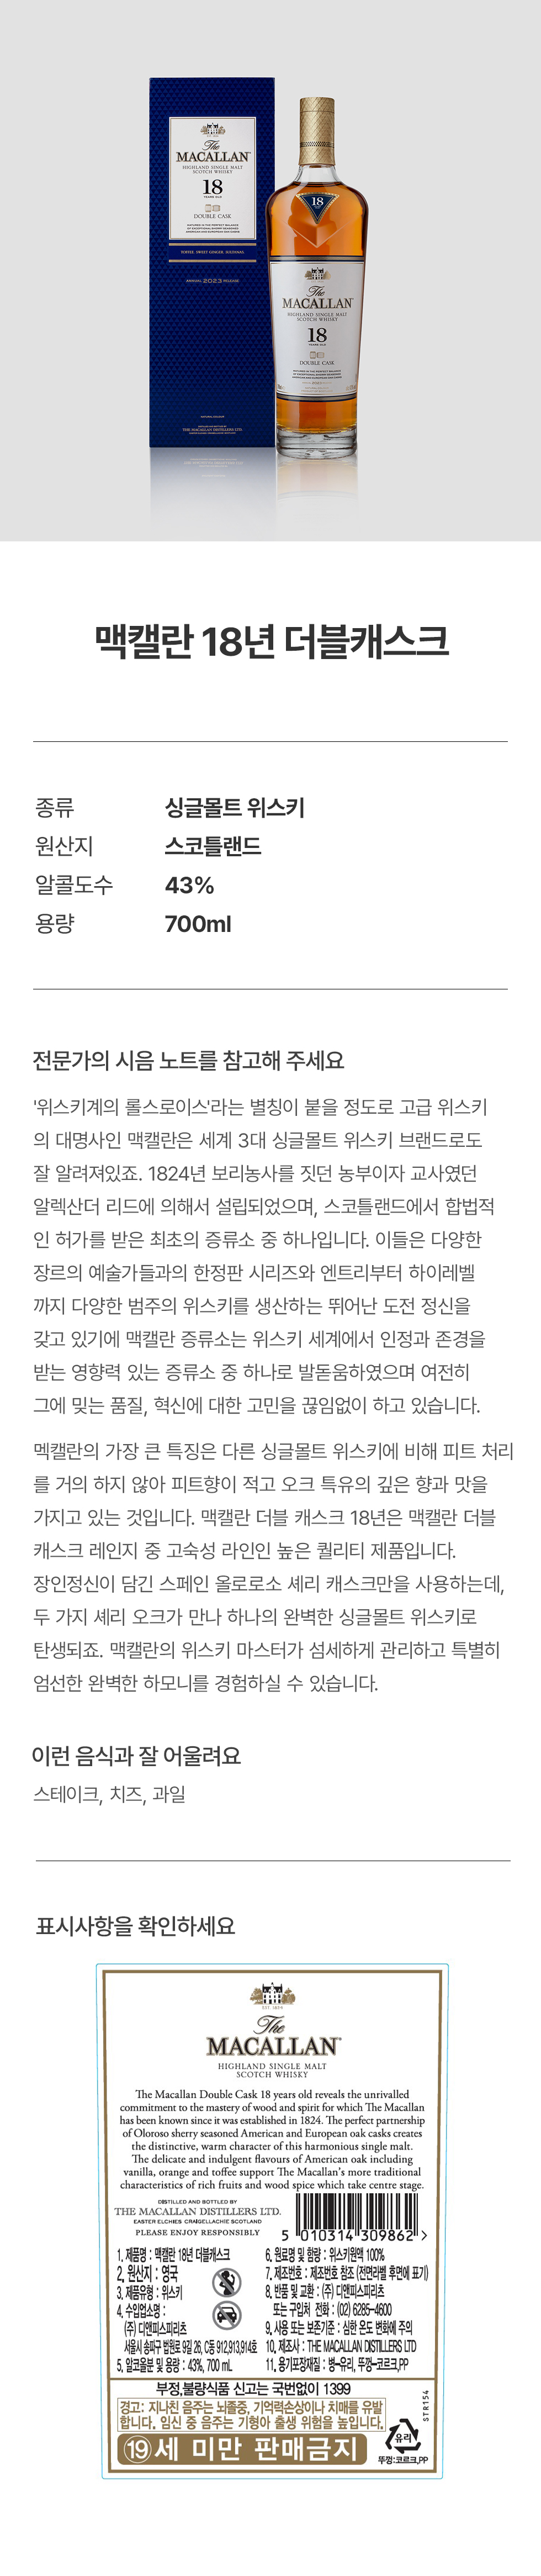 The
MACALLAN
HIGHLAND SINGLE MALT
SCOTCH WHISKY
18
YEARS OLD
DOUBLE CASK
MATURED IN THE PERFECT BALANCE
OF EXCEPTIONAL SHERRY SEASONED
AMERICAN AND EUROPEAN OAK CASKS
TOFFEE SWEET GINGER SULTANAS
ANNUAL 2023 RELEASE
NATURAL COLOUR
THE MACALLAN DISTILLERS LTD
18
The
MACALLAN
HIGHLAND SINGLE MALT
SCOTCH WHISKY
18
YEARS OLD
DOUBLE CASK
맥캘란 18년 더블캐스크
종류 싱글몰트 위스키
원산지 스코틀랜드
알콜도수 43%
용량 700ml
전문가의 시음 노트를 참고해 주세요
'위스키계의 롤스로이스'라는 별칭이 붙을 정도로 고급 위스키
의 대명사인 맥캘란은 세계 3대 싱글몰트 위스키 브랜드로도
잘 알려져있죠. 1824년 보리농사를 짓던 농부이자 교사였던
알렉산더 리드에 의해서 설립되었으며, 스코틀랜드에서 합법적
인 허가를 받은 최초의 증류소 중 하나입니다. 이들은 다양한
장르의 예술가들과의 한정판 시리즈와 엔트리부터 하이레벨
까지 다양한 범주의 위스키를 생산하는 뛰어난 도전 정신을
갖고 있기에 맥캘란 증류소는 위스키 세계에서 인정과 존경을
받는 영향력 있는 증류소 중 하나로 발돋움하였으며 여전히
그에 밎는 품질, 혁신에 대한 고민을 끊임없이 하고 있습니다.
멕캘란의 가장 큰 특징은 다른 싱글몰트 위스키에 비해 피트 처리
를 거의 하지 않아 피트향이 적고 오크 특유의 깊은 향과 맛을
가지고 있는 것입니다. 맥캘란 더블 캐스크 18년은 맥캘란 더블
캐스크 레인지 중 고숙성 라인인 높은 퀄리티 제품입니다.
장인정신이 담긴 스페인 올로로소 셰리 캐스크만을 사용하는데,
두 가지 셰리 오크가 만나 하나의 완벽한 싱글몰트 위스키로
탄생되죠. 맥캘란의 위스키 마스터가 섬세하게 관리하고 특별히
엄선한 완벽한 하모니를 경험하실 수 있습니다.
이런 음식과 잘 어울려요
스테이크, 치즈, 과일
표시사항을 확인하세요
EST. 1824
The
MACALLAN
HIGHLAND SINGLE MALT
SCOTCH WHISKY
The Macallan Double Cask 18 years old reveals the unrivalled
commitment to the mastery of wood and spirit for which The Macallan
has been known since it was established in 1824. The perfect partnership
of Oloroso sherry seasoned American and European oak casks creates
the distinctive, warm character of this harmonious single malt.
The delicate and indulgent flavours of American oak including
vanilla, orange and toffee support The Macallan's more traditional
characteristics of rich fruits and wood spice which take centre stage.
DISTILLED AND BOTTLED BY
THE MACALLAN DISTILLERS LTD.
EASTER ELCHIES CRAIGELLACHIE SCOTLAND
PLEASE ENJOY RESPONSIBLY
5 010314 309862 >
1. 제품명 : 맥캘란 18년 더블캐스크
2. 원산지 : 영국
3. 제품유형 : 위스키
4. 수입업소명 :
(주) 디앤피스피리츠
서울시 송파구 법원로 9길 26, C동 912,913,914호
5. 알코올분 및 용량 : 43%, 700 mL
6. 원료명 및 함량 : 위스키원액 100%
7. 제조번호 : 제조번호 참조 (전면라벨 후면에 표기)
8. 반품 및 교환 : (주) 디앤피스피리츠
또는 구입처 전화 : (02) 6285-4600
9. 사용 또는 보존기준 : 심한 온도 변화에 주의
10. 제조사 : THE MACALLAN DISTILLERS LTD
11. 용기포장재질 : 병-유리, 뚜껑-코르크,PP
부정,불량식품 신고는 국번없이 1399
경고: 지나친 음주는 뇌졸중, 기억력손상이나 치매를 유발
합니다. 임신 중 음주는 기형아 출생 위험을 높입니다.
19세 미만 판매금지
STR154
유리
뚜껑:코르크,PP